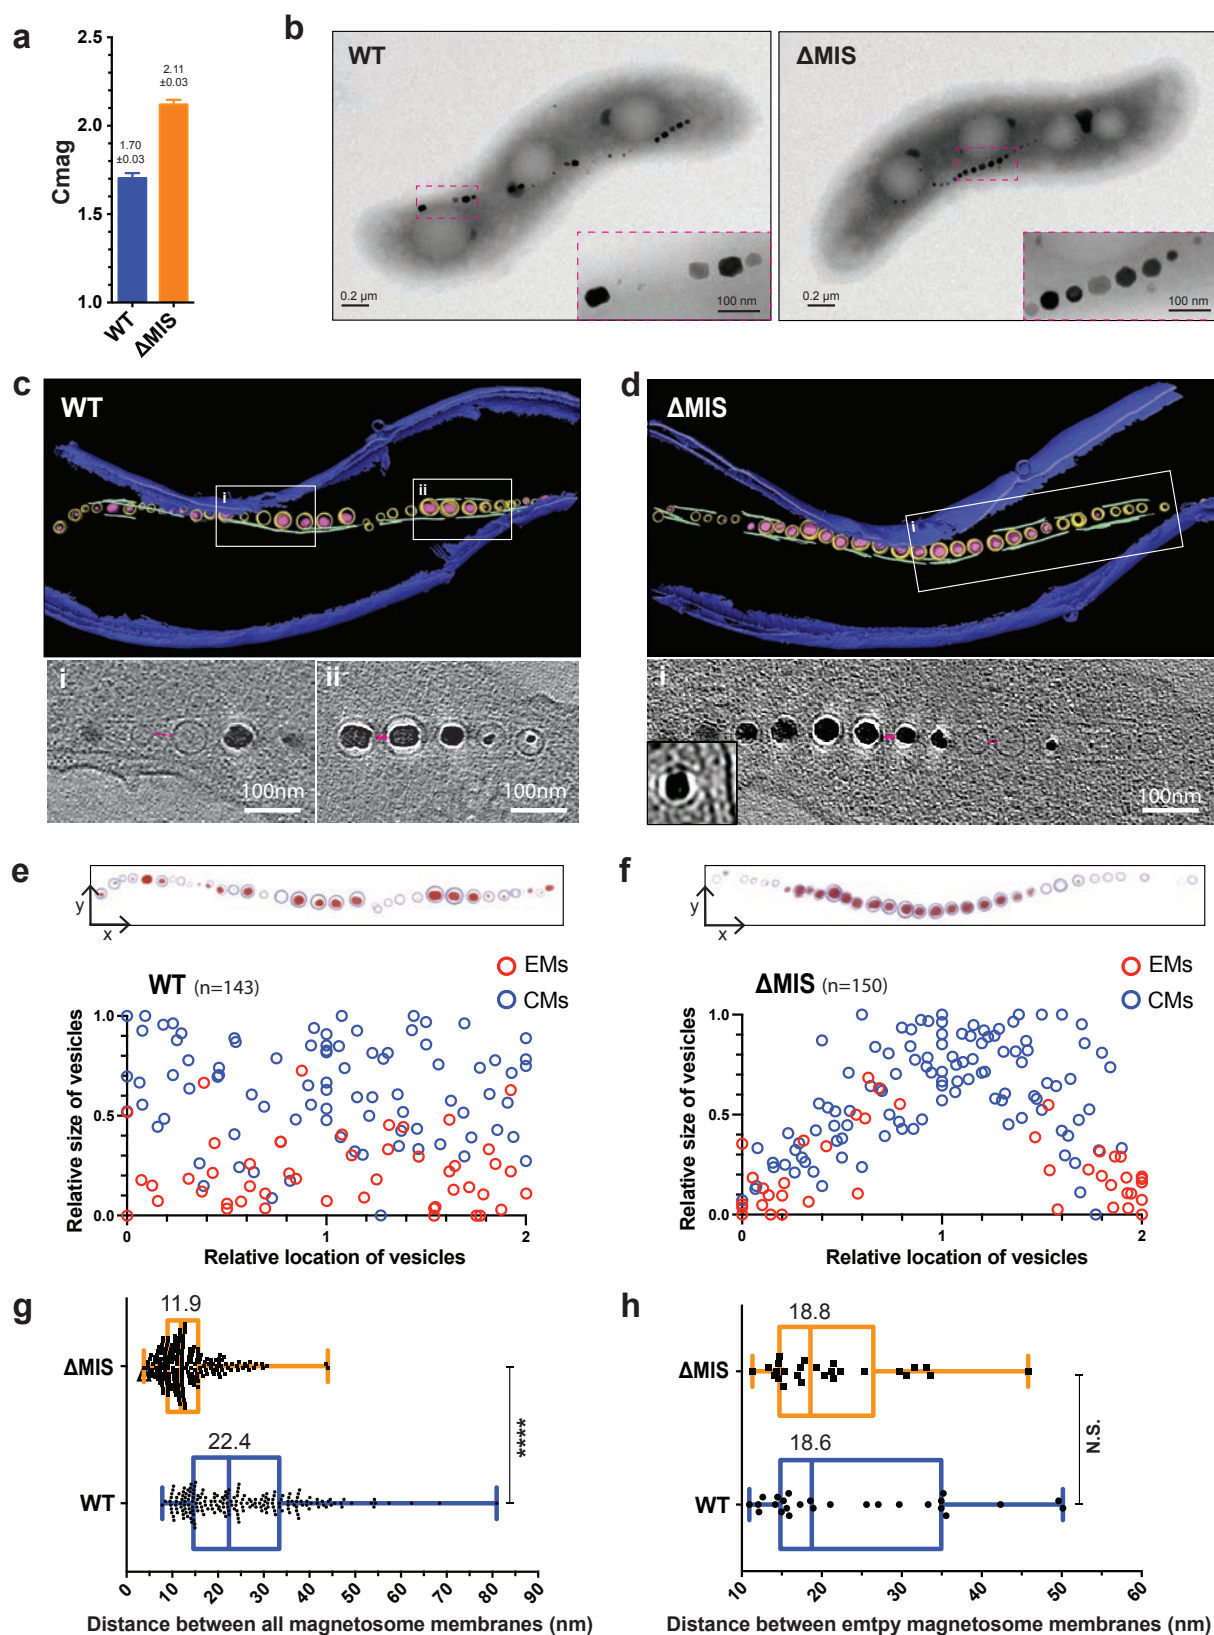 a
2.5
2.0
1.5
1.0
Cmag
1.70
±0.03
2.11
±0.03
WT
ΔMIS
b
WT
0.2 µm
100 nm
ΔMIS
0.2 µm
100 nm
c
WT
i
ii
i
100nm
ii
100nm
d
ΔMIS
i
i
100nm
e
y
x
EMs
CMs
WT (n=143)
Relative size of vesicles
1.0
0.5
0.0
0
1
2
Relative location of vesicles
f
y
x
EMs
CMs
ΔMIS (n=150)
Relative size of vesicles
1.0
0.5
0.0
0
1
2
Relative location of vesicles
g
11.9
ΔMIS
22.4
WT
****
0 10 20 30 40 50 60 70 80 90
Distance between all magnetosome membranes (nm)
h
18.8
ΔMIS
18.6
WT
N.S.
10 20 30 40 50 60
Distance between emtpy magnetosome membranes (nm)